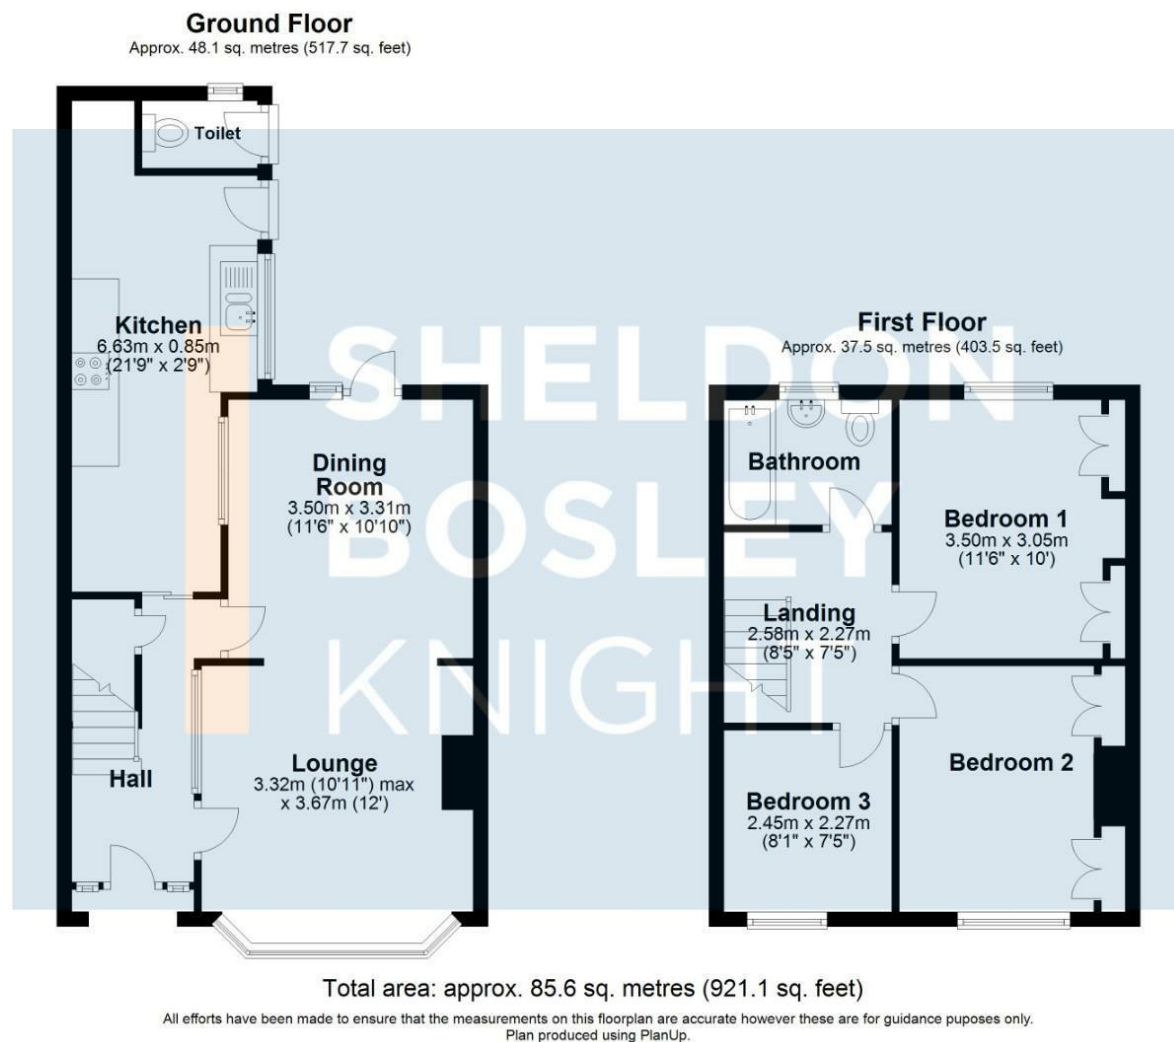 Ground Floor
Approx. 48.1 sq. metres (517.7 sq. feet)
Toilet
Kitchen
6.63m x 0.85m
(21'9" x 2'9")
Dining
Room
3.50m x 3.31m
(11'6" x 10'10")
Lounge
3.32m (10'11") max
x 3.67m (12')
Hall
First Floor
Approx. 37.5 sq. metres (403.5 sq. feet)
Bathroom
Bedroom 1
3.50m x 3.05m
(11'6" x 10')
Landing
2.58m x 2.27m
(8'5" x 7'5")
Bedroom 2
Bedroom 3
2.45m x 2.27m
(8'1" x 7'5")
SHELDON
BOSLEY
KNIGHT
Total area: approx. 85.6 sq. metres (921.1 sq. feet)
All efforts have been made to ensure that the measurements on this floorplan are accurate however these are for guidance puposes only.
Plan produced using PlanUp.